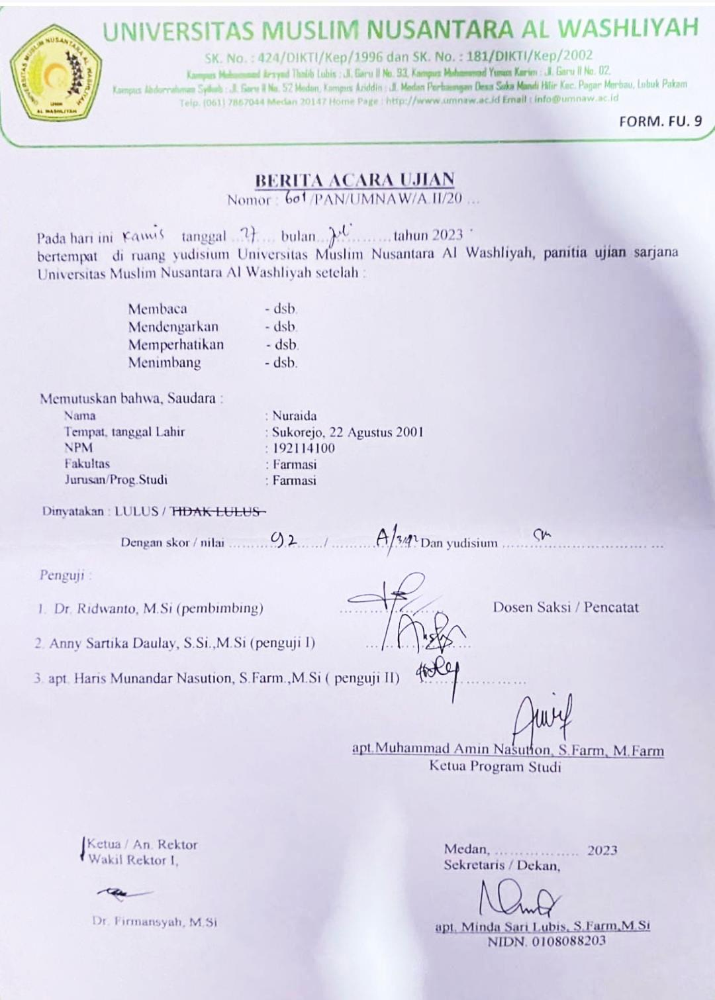 UNIVERSITAS MUSLIM NUSANTARA AL WASHLIYAH
SK. No. : 424/DIKTI/Kep/1996 dan SK. No. : 181/DIKTI/Kep/2002
Kampus Muhammad Arsyad Thalib Lubis : Jl. Garu II No. 93, Kampus Muhammad Yunus Karim : Jl. Garu II No. 02,
Kampus Abdurrahman Syihab : Jl. Garu II No. 52 Medan, Kampus Aziddin : Jl. Medan Perbaungan Desa Suka Mandi Hilir Kec. Pagar Merbau, Lubuk Pakam
Telp. (061) 7867044 Medan 20147 Home Page : http://www.umnaw.ac.id Email : info@umnaw.ac.id
UNIVERSITAS MUSLIM NUSANTARA AL WASHLIYAH
UMN
AL WASHLIYAH
FORM. FU. 9
BERITA ACARA UJIAN
Nomor : 601 /PAN/UMNAW/A.II/20 ...
Pada hari ini Kamis tanggal ...27.... bulan...juli.........tahun 2023
bertempat di ruang yudisium Universitas Muslim Nusantara Al Washliyah, panitia ujian sarjana
Universitas Muslim Nusantara Al Washliyah setelah :
Membaca - dsb.
Mendengarkan - dsb.
Memperhatikan - dsb.
Menimbang - dsb.
Memutuskan bahwa, Saudara :
Nama : Nuraida
Tempat, tanggal Lahir : Sukorejo, 22 Agustus 2001
NPM : 192114100
Fakultas : Farmasi
Jurusan/Prog.Studi : Farmasi
Dinyatakan : LULUS / TIDAK LULUS
Dengan skor / nilai ..........92......./ ..........A/3,92 Dan yudisium ..................................... ...
Penguji :
1. Dr. Ridwanto, M.Si (pembimbing) Dosen Saksi / Pencatat
2. Anny Sartika Daulay, S.Si.,M.Si (penguji I)
3. apt. Haris Munandar Nasution, S.Farm.,M.Si ( penguji II)
apt.Muhammad Amin Nasution, S.Farm, M.Farm
Ketua Program Studi
Ketua / An. Rektor
Wakil Rektor I,
Dr. Firmansyah, M.Si
Medan, .................. 2023
Sekretaris / Dekan,
apt. Minda Sari Lubis, S.Farm,M.Si
NIDN. 0108088203